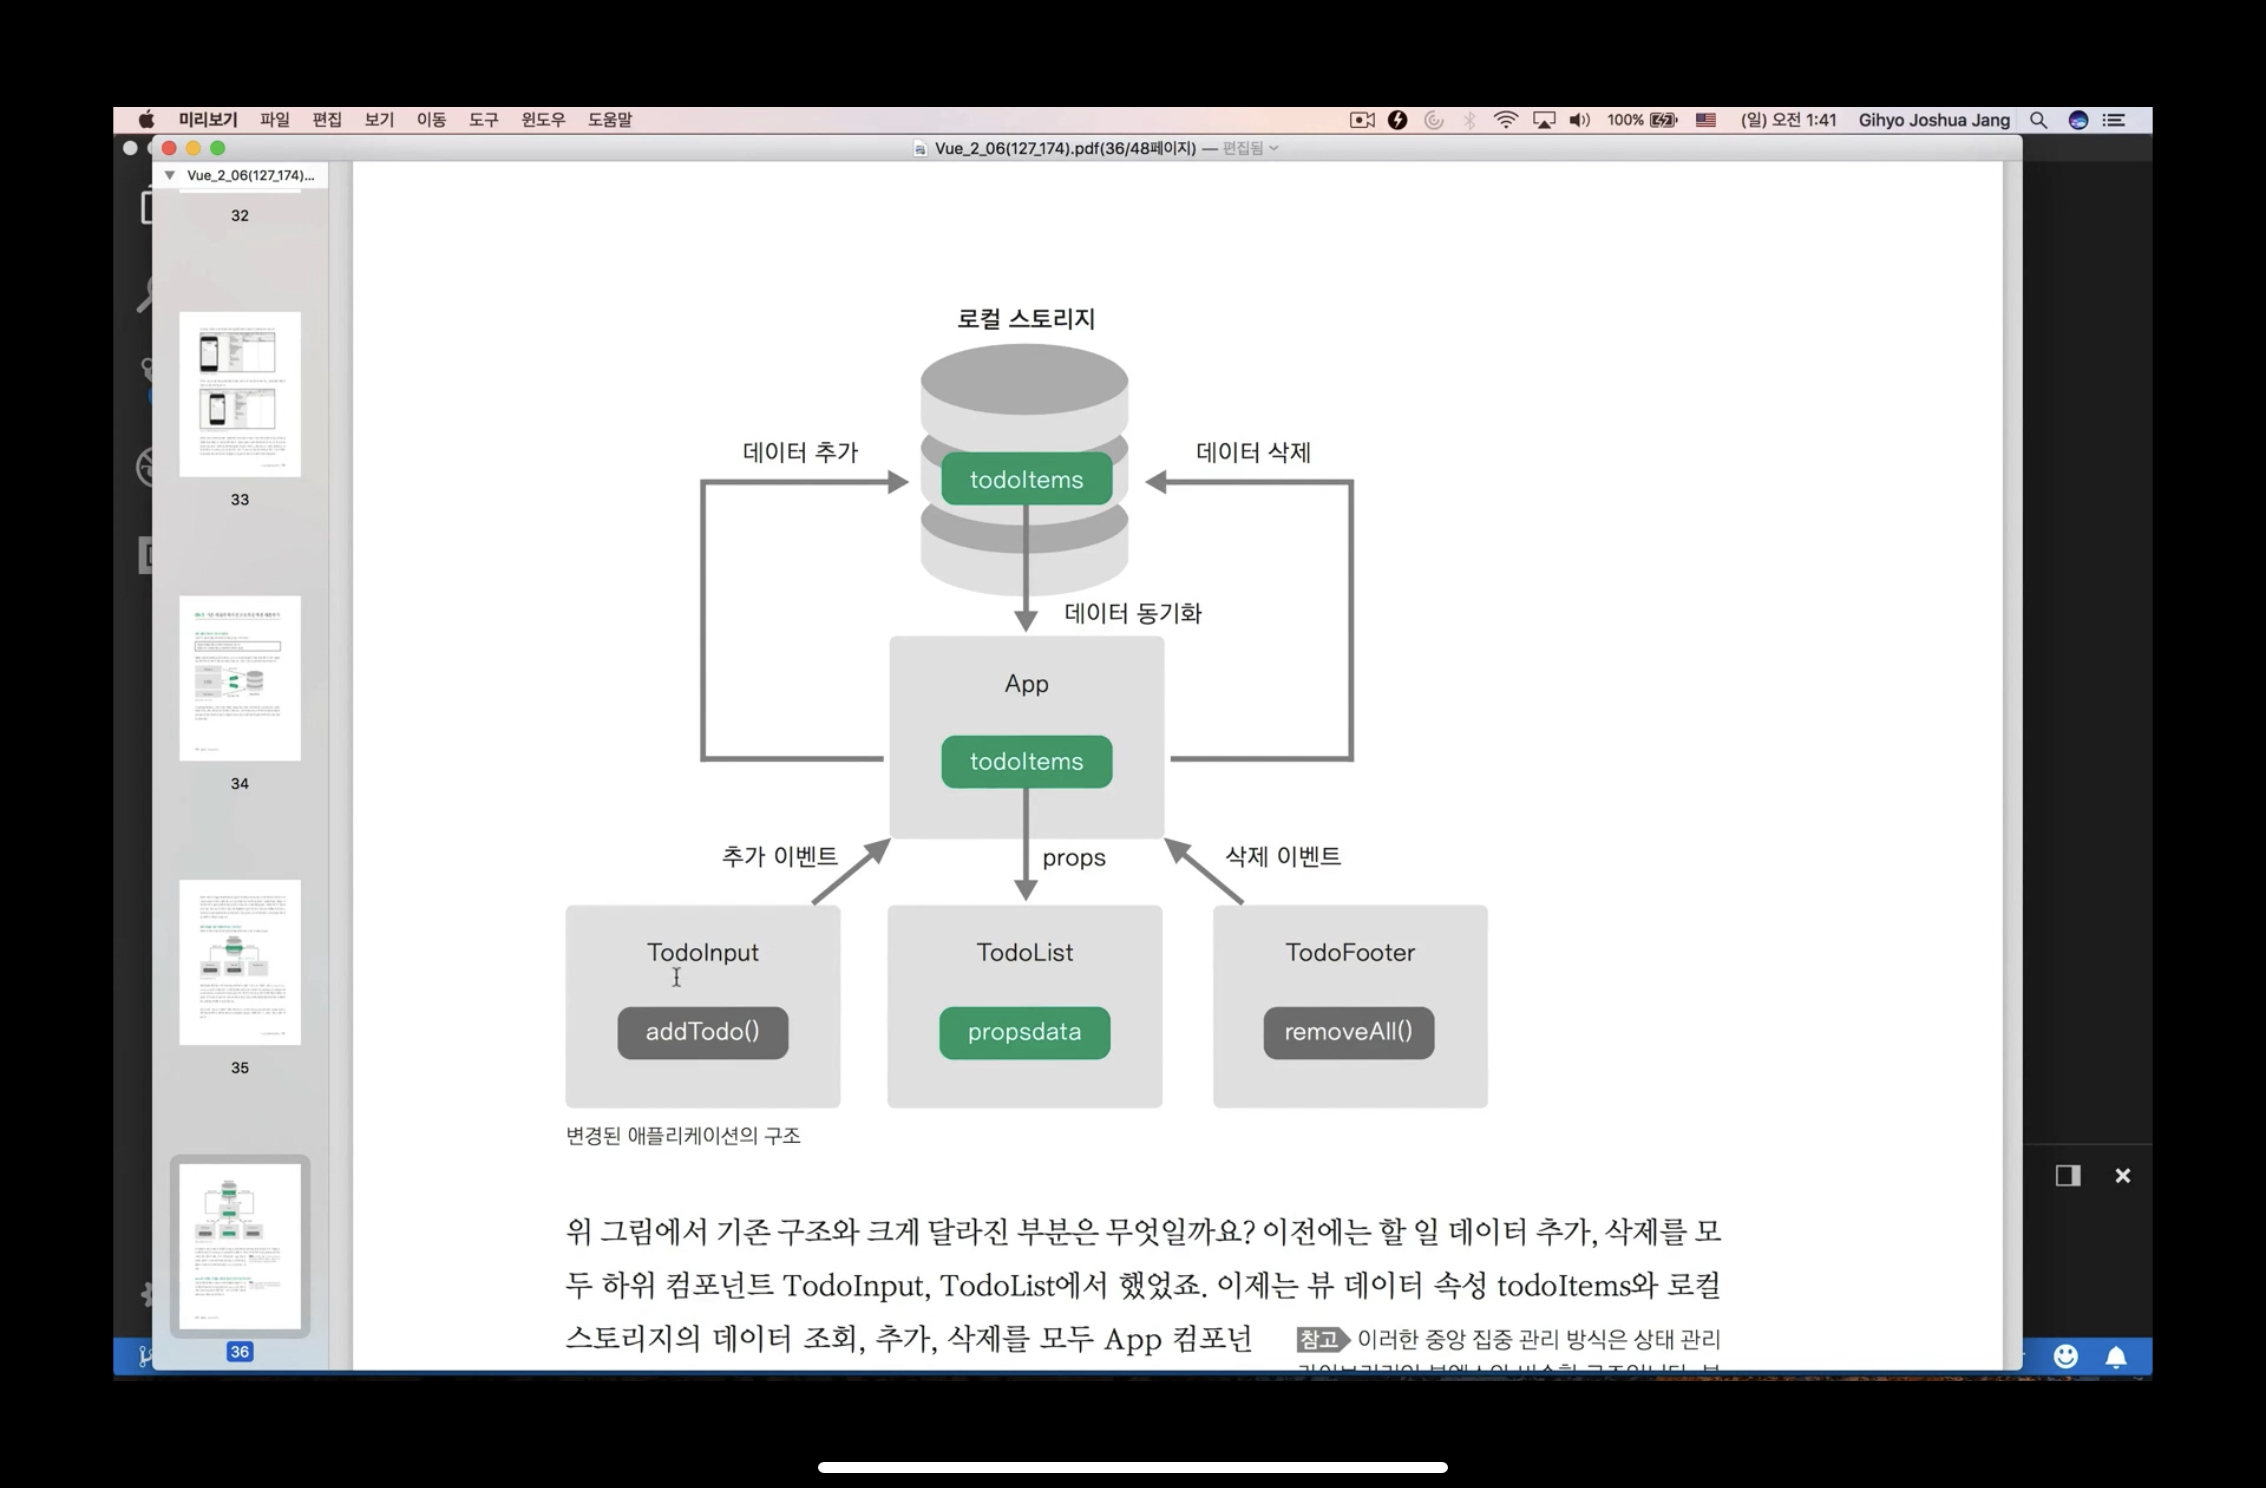 미리보기 파일 편집 보기 이동 도구 윈도우 도움말 100% (일) 오전 1:41 Gihyo Joshua Jang
Vue_2_06(127_174).pdf(36/48페이지) — 편집됨
Vue_2_06(127_174)...
32
33
34
35
36
로컬 스토리지
데이터 추가
데이터 삭제
todoItems
데이터 동기화
App
todoItems
추가 이벤트
props
삭제 이벤트
TodoInput
TodoList
TodoFooter
addTodo()
propsdata
removeAll()
변경된 애플리케이션의 구조
위 그림에서 기존 구조와 크게 달라진 부분은 무엇일까요? 이전에는 할 일 데이터 추가, 삭제를 모
두 하위 컴포넌트 TodoInput, TodoList에서 했었죠. 이제는 뷰 데이터 속성 todoItems와 로컬
스토리지의 데이터 조회, 추가, 삭제를 모두 App 컴포넌
참고 이러한 중앙 집중 관리 방식은 상태 관리